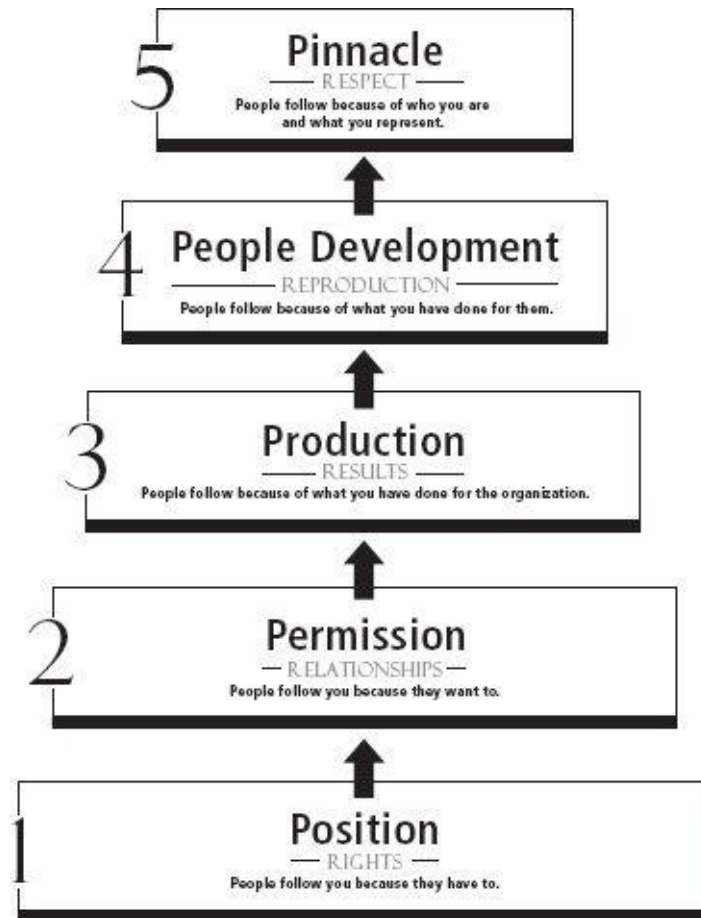 5
Pinnacle
RESPECT
People follow because of who you are
and what you represent.
4
People Development
REPRODUCTION
People follow because of what you have done for them.
3
Production
RESULTS
People follow because of what you have done for the organization.
2
Permission
RELATIONSHIPS
People follow you because they want to.
1
Position
RIGHTS
People follow you because they have to.